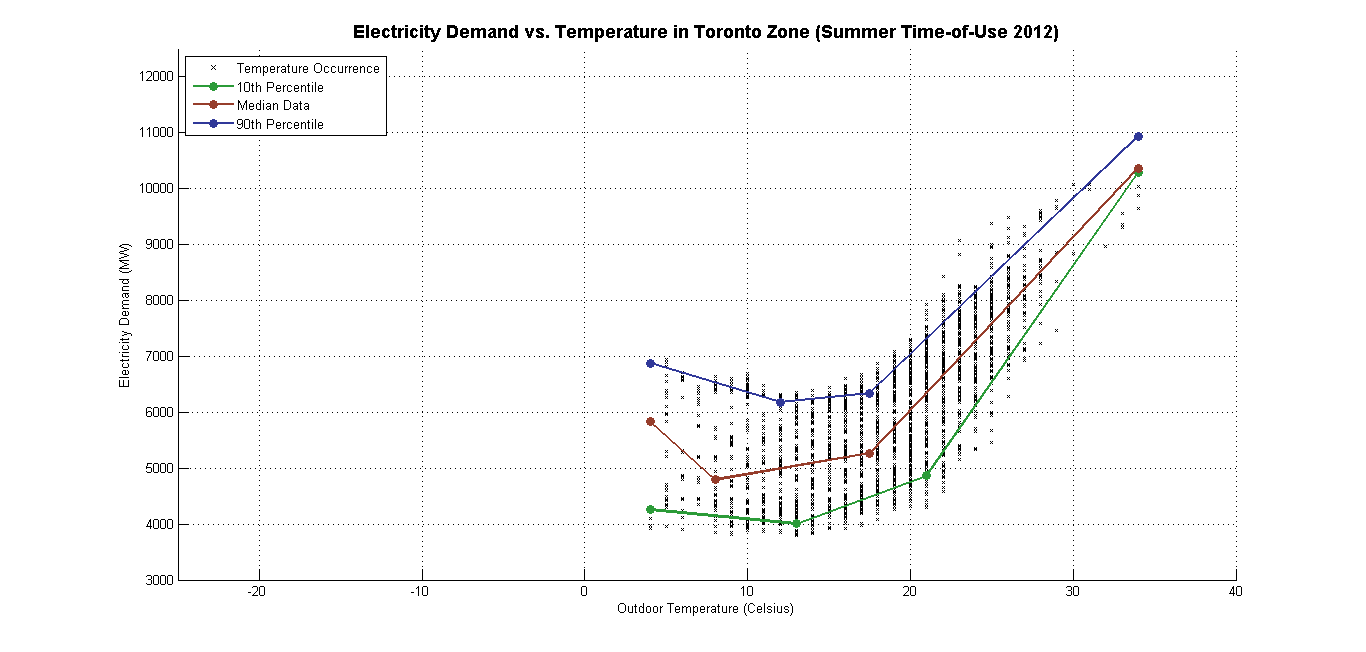 Electricity Demand vs. Temperature in Toronto Zone (Summer Time-of-Use 2012)
Temperature Occurrence
10th Percentile
Median Data
90th Percentile
12000
11000
10000
9000
8000
7000
6000
5000
4000
3000
Electricity Demand (MW)
-20 -10 0 10 20 30 40
Outdoor Temperature (Celsius)